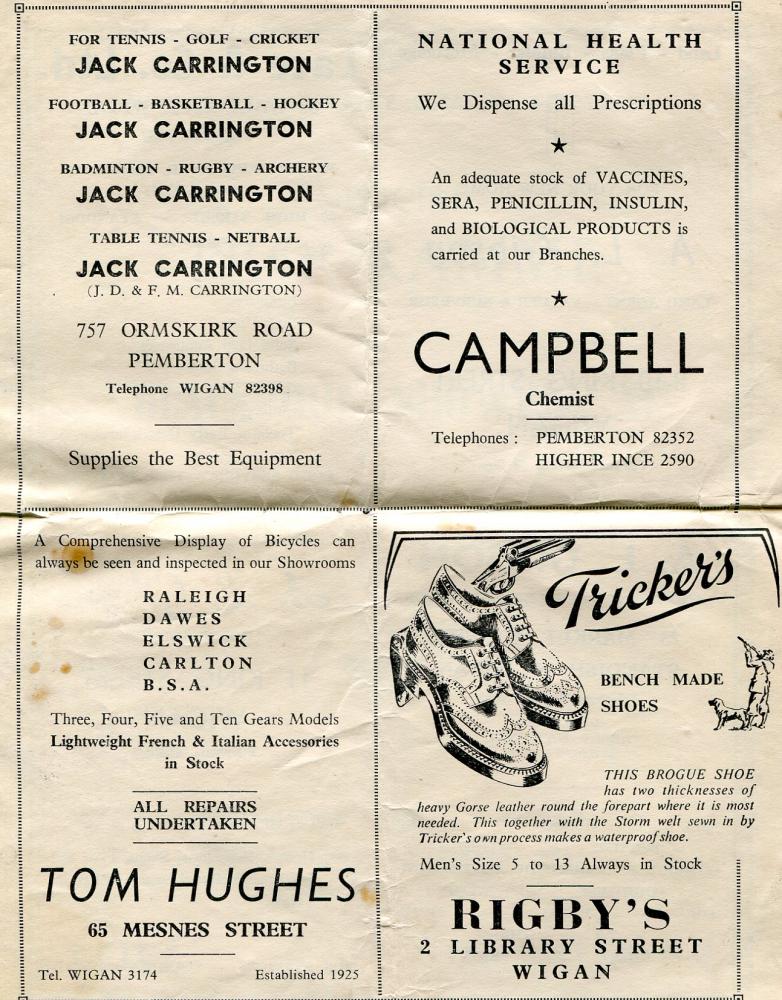 FOR TENNIS - GOLF - CRICKET
JACK CARRINGTON
FOOTBALL - BASKETBALL - HOCKEY
JACK CARRINGTON
BADMINTON - RUGBY - ARCHERY
JACK CARRINGTON
TABLE TENNIS - NETBALL
JACK CARRINGTON
(J. D. & F. M. CARRINGTON)
757 ORMSKIRK ROAD
PEMBERTON
Telephone WIGAN 82398
Supplies the Best Equipment
NATIONAL HEALTH
SERVICE
We Dispense all Prescriptions
★
An adequate stock of VACCINES,
SERA, PENICILLIN, INSULIN,
and BIOLOGICAL PRODUCTS is
carried at our Branches.
★
CAMPBELL
Chemist
Telephones : PEMBERTON 82352
HIGHER INCE 2590
A Comprehensive Display of Bicycles can
always be seen and inspected in our Showrooms
RALEIGH
DAWES
ELSWICK
CARLTON
B.S.A.
Three, Four, Five and Ten Gears Models
Lightweight French & Italian Accessories
in Stock
ALL REPAIRS
UNDERTAKEN
TOM HUGHES
65 MESNES STREET
Tel. WIGAN 3174 Established 1925
Tricker's
BENCH MADE
SHOES
THIS BROGUE SHOE
has two thicknesses of
heavy Gorse leather round the forepart where it is most
needed. This together with the Storm welt sewn in by
Tricker's own process makes a waterproof shoe.
Men's Size 5 to 13 Always in Stock
RIGBY'S
2 LIBRARY STREET
WIGAN